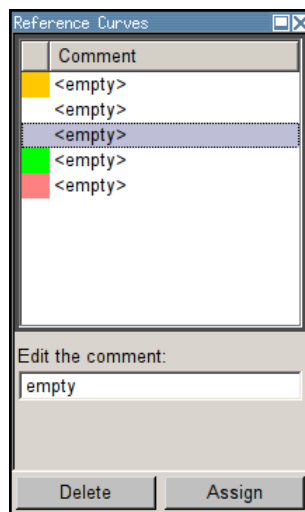 Reference Curves
Comment
<empty>
<empty>
<empty>
<empty>
<empty>
Edit the comment:
empty
Delete Assign